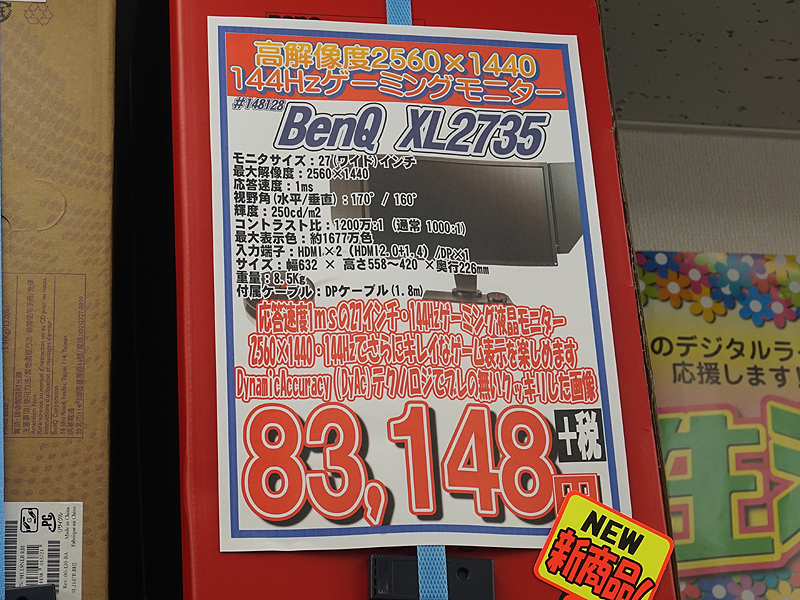 高解像度2560×1440
144Hzゲーミングモニター
#148128
BenQ XL2735
モニタサイズ：27(ワイド)インチ
最大解像度：2560×1440
応答速度：1ms
視野角(水平/垂直)：170°/ 160°
輝度：250cd/m2
コントラスト比：1200万:1 (通常 1000:1)
最大表示色：約1677万色
入力端子：HDMI×2 (HDMI2.0+1.4) /DP×1
サイズ：幅632 × 高さ558～420 ×奥行226mm
重量：8.5Kg
付属ケーブル：DPケーブル(1.8m)
応答速度1msの27インチ・144Hzゲーミング液晶モニター
2560×1440・144Hzでさらにキレイなゲーム表示を楽しめます
DynamicAccuracy (DyAc)テクノロジでブレの無いクッキリした画像
83,148
+税
円
NEW
新商品!
のデジタルラ
応援します!
生活
Made in China
Fabriqué en Chine